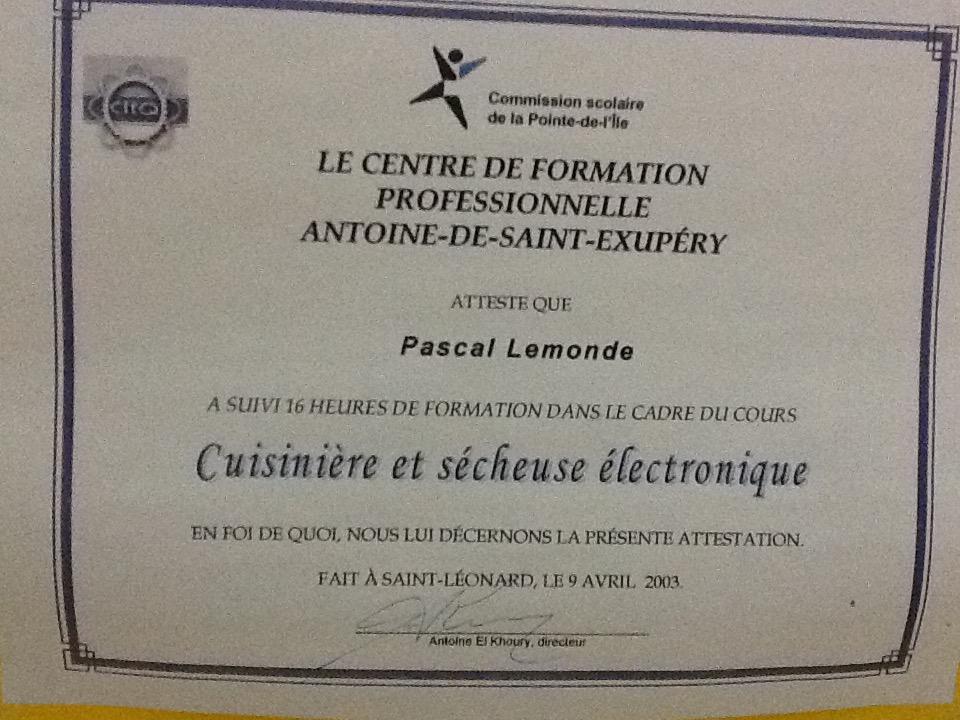 Commission scolaire
de la Pointe-de-l'Île
LE CENTRE DE FORMATION
PROFESSIONNELLE
ANTOINE-DE-SAINT-EXUPÉRY
ATTESTE QUE
Pascal Lemonde
A SUIVI 16 HEURES DE FORMATION DANS LE CADRE DU COURS
Cuisinière et sécheuse électronique
EN FOI DE QUOI, NOUS LUI DÉCERNONS LA PRÉSENTE ATTESTATION.
FAIT À SAINT-LÉONARD, LE 9 AVRIL 2003.
Antoine El Khoury, directeur